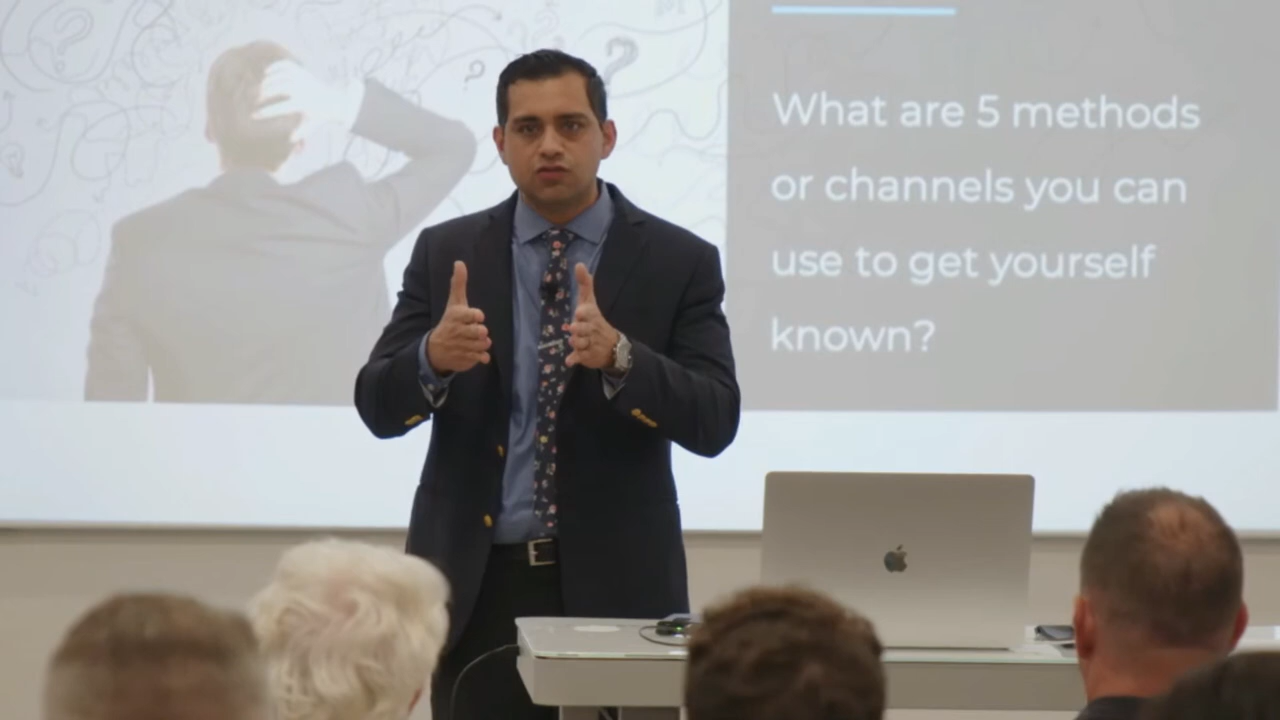 What are 5 methods
or channels you can
use to get yourself
known?